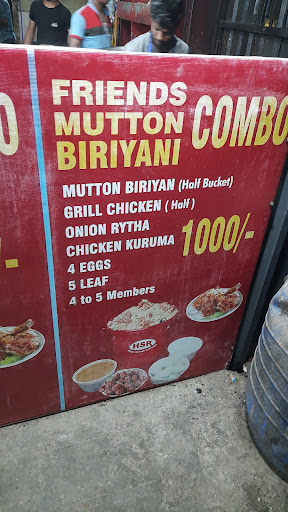 FRIENDS
MUTTON
BIRIYANI
COMBO
MUTTON BIRIYAN (Half Bucket)
GRILL CHICKEN ( Half )
ONION RYTHA
CHICKEN KURUMA
1000/-
4 EGGS
5 LEAF
4 to 5 Members
HSR